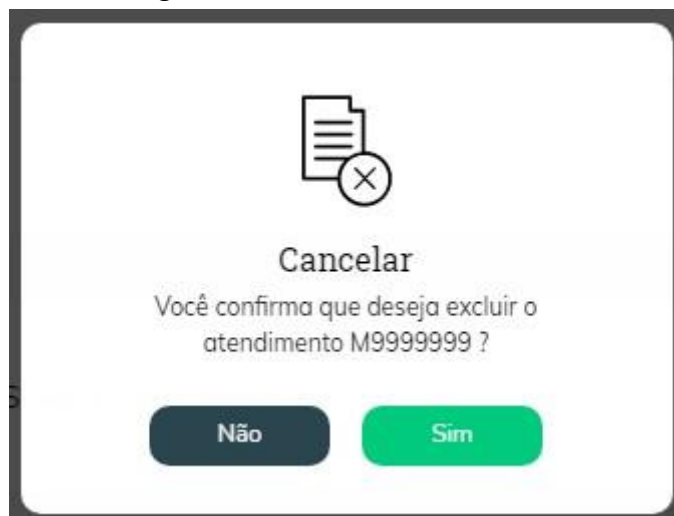 Cancelar
Você confirma que deseja excluir o
atendimento M9999999 ?
Não
Sim